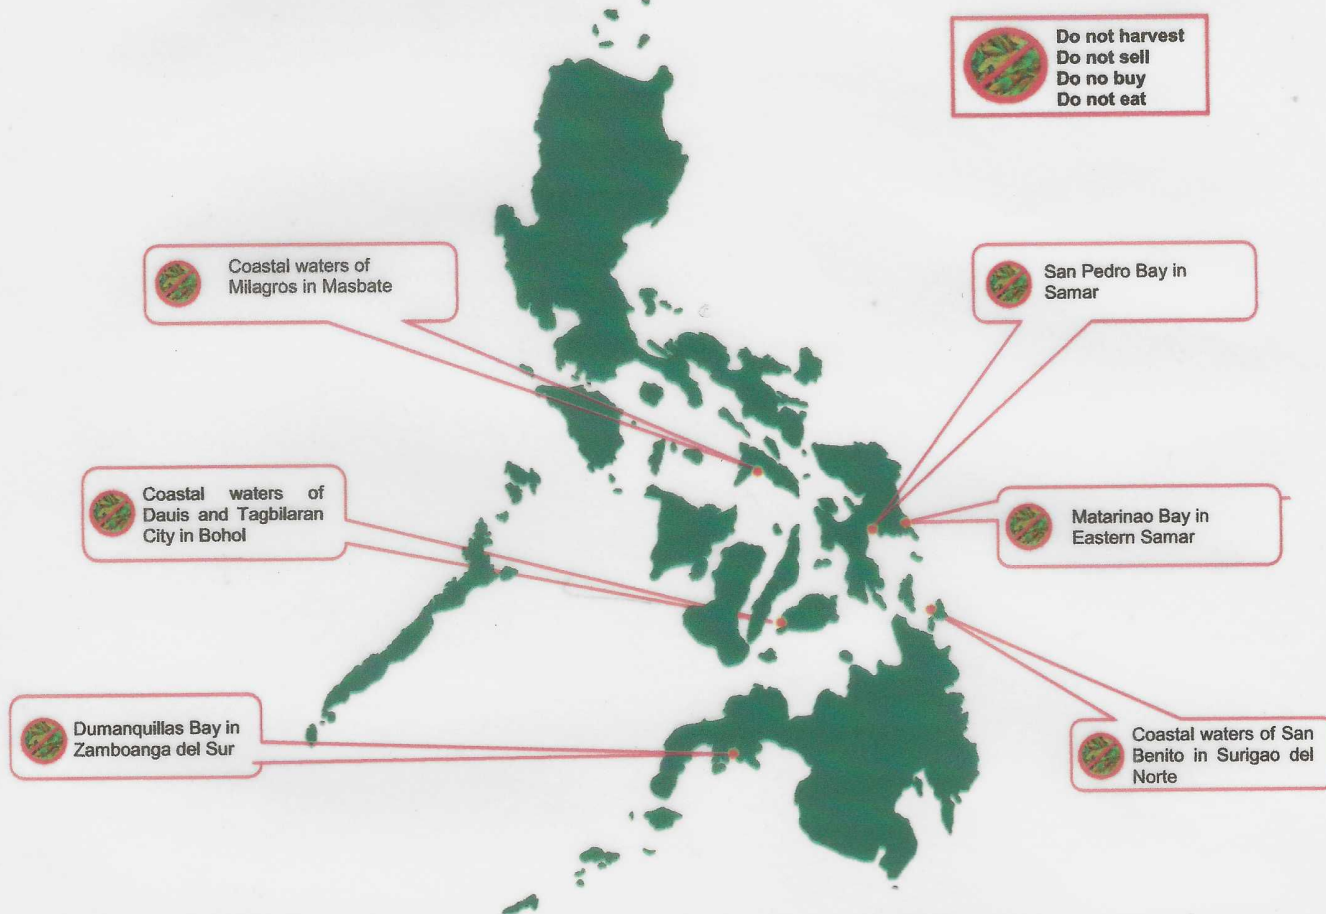 Do not harvest
Do not sell
Do no buy
Do not eat
Coastal waters of
Milagros in Masbate
San Pedro Bay in
Samar
Coastal waters of
Dauis and Tagbilaran
City in Bohol
Matarinao Bay in
Eastern Samar
Dumanquillas Bay in
Zamboanga del Sur
Coastal waters of San
Benito in Surigao del
Norte